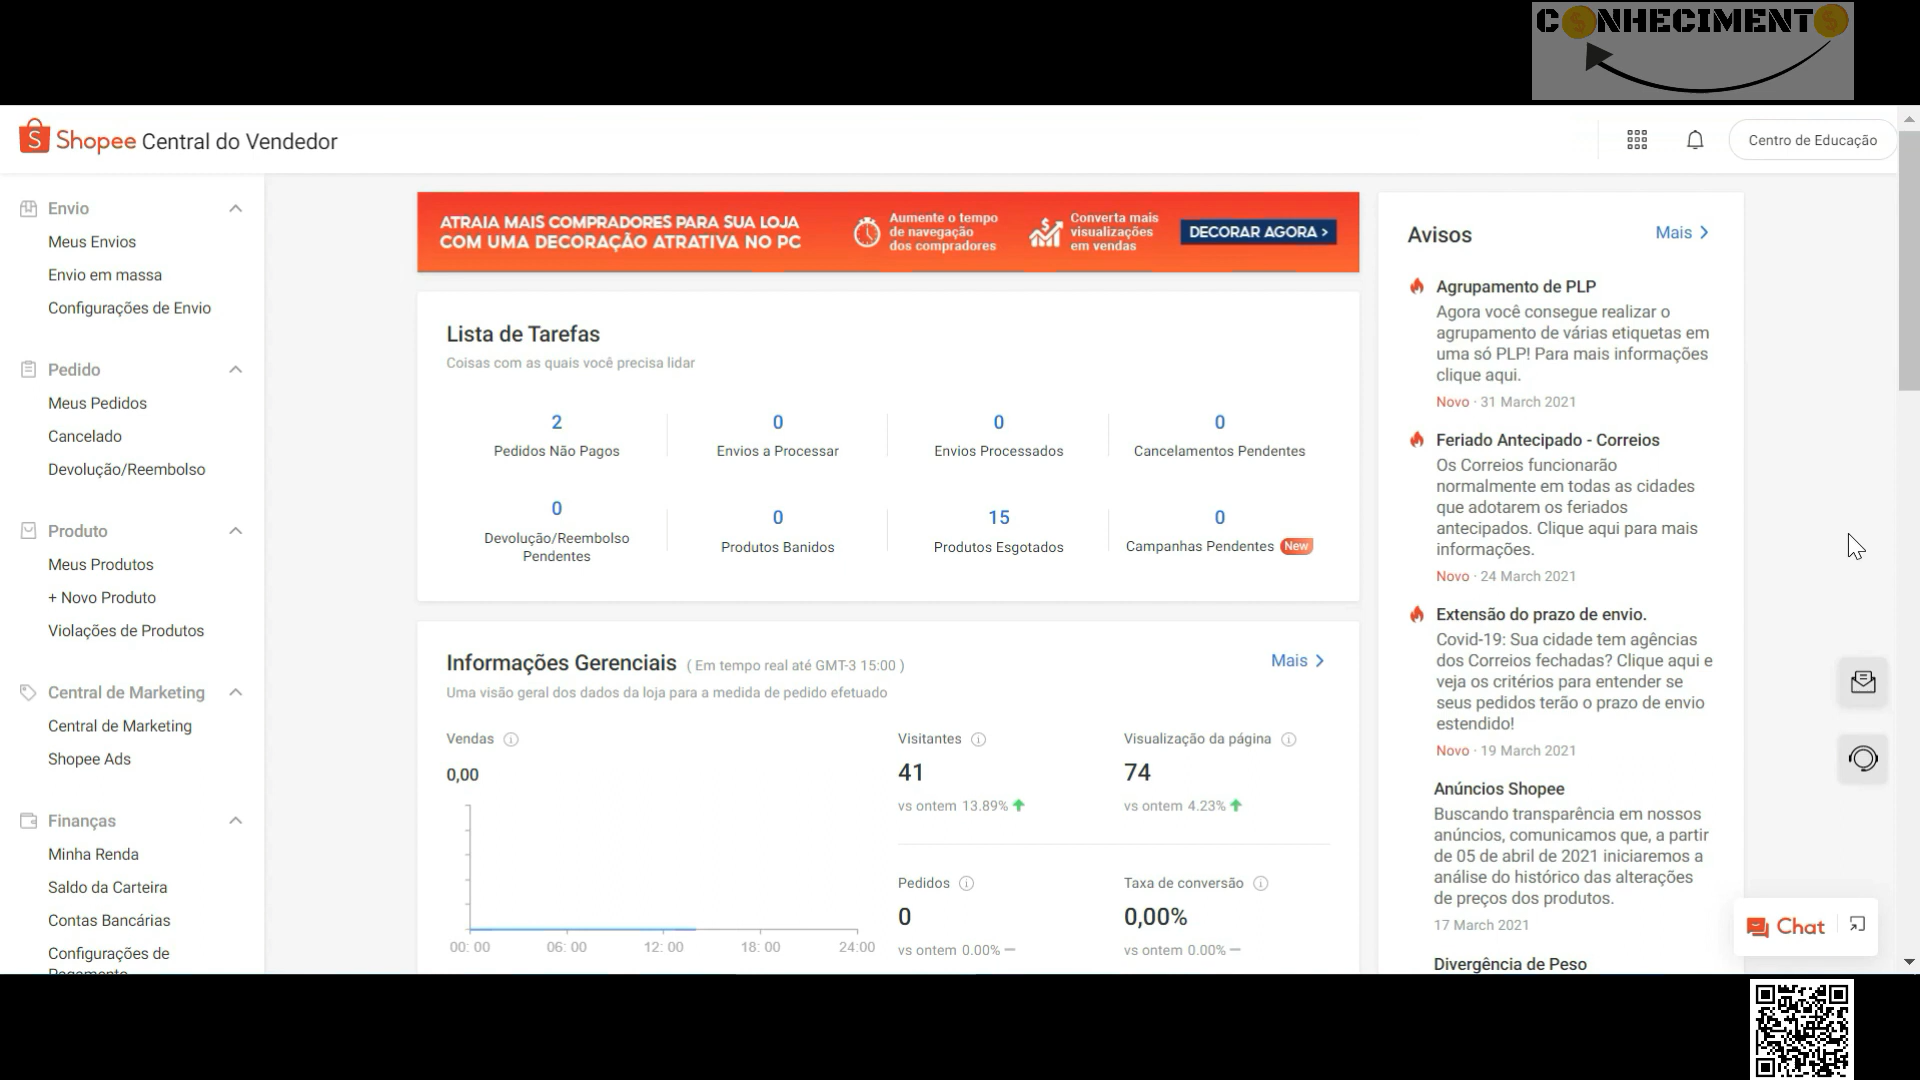 CONHECIMENTO
Shopee Central do Vendedor
Centro de Educação
Envio
Meus Envios
Envio em massa
Configurações de Envio
Pedido
Meus Pedidos
Cancelado
Devolução/Reembolso
Produto
Meus Produtos
+ Novo Produto
Violações de Produtos
Central de Marketing
Central de Marketing
Shopee Ads
Finanças
Minha Renda
Saldo da Carteira
Contas Bancárias
Configurações de
Pagamento
ATRAIA MAIS COMPRADORES PARA SUA LOJA
COM UMA DECORAÇÃO ATRATIVA NO PC
Aumente o tempo
de navegação
dos compradores
Converta mais
visualizações
em vendas
DECORAR AGORA >
Lista de Tarefas
Coisas com as quais você precisa lidar
2
Pedidos Não Pagos
0
Envios a Processar
0
Envios Processados
0
Cancelamentos Pendentes
0
Devolução/Reembolso
Pendentes
0
Produtos Banidos
15
Produtos Esgotados
0
Campanhas Pendentes New
Informações Gerenciais ( Em tempo real até GMT-3 15:00 )
Mais >
Uma visão geral dos dados da loja para a medida de pedido efetuado
Vendas
0,00
00: 00 06: 00 12: 00 18: 00 24:00
Visitantes
41
vs ontem 13.89%
Visualização da página
74
vs ontem 4.23%
Pedidos
0
vs ontem 0.00% –
Taxa de conversão
0,00%
vs ontem 0.00% –
Avisos
Mais >
Agrupamento de PLP
Agora você consegue realizar o
agrupamento de várias etiquetas em
uma só PLP! Para mais informações
clique aqui.
Novo · 31 March 2021
Feriado Antecipado - Correios
Os Correios funcionarão
normalmente em todas as cidades
que adotarem os feriados
antecipados. Clique aqui para mais
informações.
Novo · 24 March 2021
Extensão do prazo de envio.
Covid-19: Sua cidade tem agências
dos Correios fechadas? Clique aqui e
veja os critérios para entender se
seus pedidos terão o prazo de envio
estendido!
Novo · 19 March 2021
Anúncios Shopee
Buscando transparência em nossos
anúncios, comunicamos que, a partir
de 05 de abril de 2021 iniciaremos a
análise do histórico das alterações
de preços dos produtos.
17 March 2021
Divergência de Peso
Chat